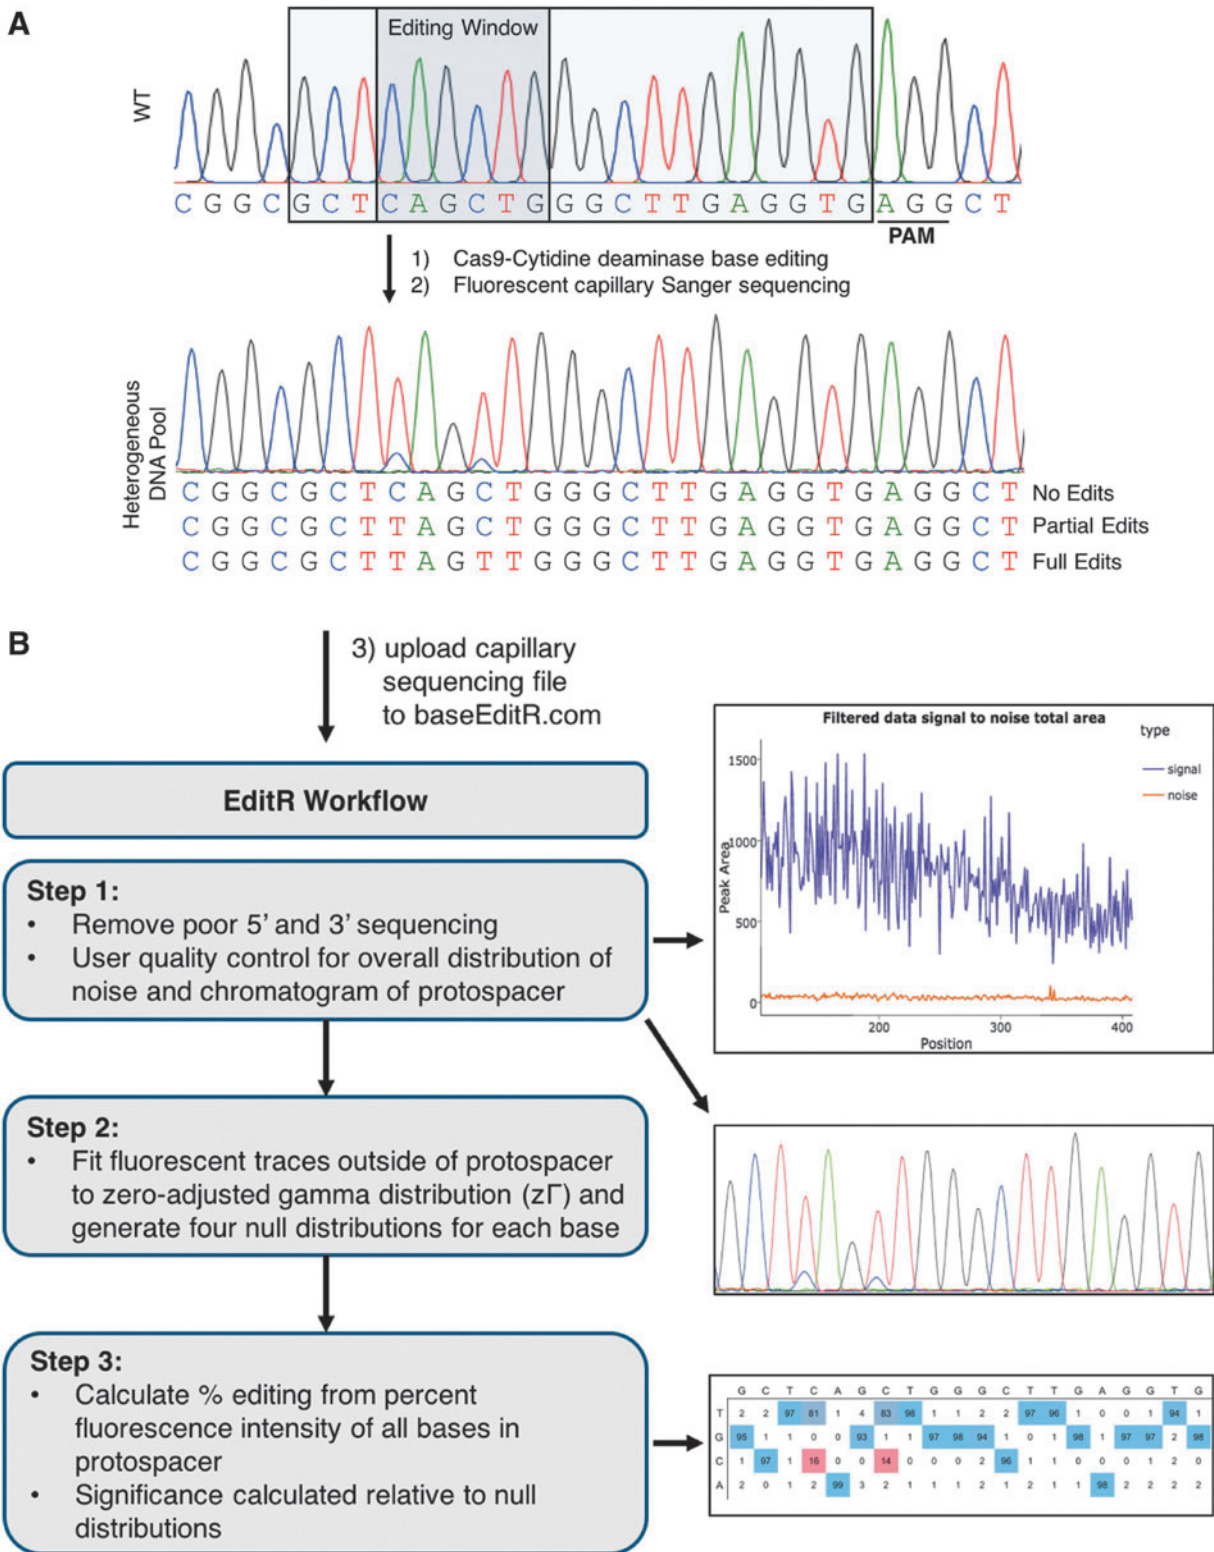 A
Editing Window
WT
C G G C G C T C A G C T G G G C T T G A G G T G A G G C T
PAM
1) Cas9-Cytidine deaminase base editing
2) Fluorescent capillary Sanger sequencing
Heterogeneous
DNA Pool
C G G C G C T C A G C T G G G C T T G A G G T G A G G C T No Edits
C G G C G C T T A G C T G G G C T T G A G G T G A G G C T Partial Edits
C G G C G C T T A G T T G G G C T T G A G G T G A G G C T Full Edits
B
3) upload capillary
sequencing file
to baseEditR.com
EditR Workflow
Step 1:
• Remove poor 5’ and 3’ sequencing
• User quality control for overall distribution of
noise and chromatogram of protospacer
Filtered data signal to noise total area
type
signal
noise
Peak Area
1500
1000
500
0
200 300 400
Position
Step 2:
• Fit fluorescent traces outside of protospacer
to zero-adjusted gamma distribution (zΓ) and
generate four null distributions for each base
Step 3:
• Calculate % editing from percent
fluorescence intensity of all bases in
protospacer
• Significance calculated relative to null
distributions
G C T C A G C T G G G C T T G A G G T G
T 2 2 97 81 1 4 83 98 1 1 2 2 97 96 1 0 0 1 94 1
G 95 1 1 0 0 93 1 1 97 98 94 1 0 1 98 1 97 97 2 98
C 1 97 1 16 0 0 14 0 0 0 2 96 1 1 0 0 0 1 2 0
A 2 0 1 2 99 3 2 1 1 1 2 1 2 1 1 98 2 2 2 2